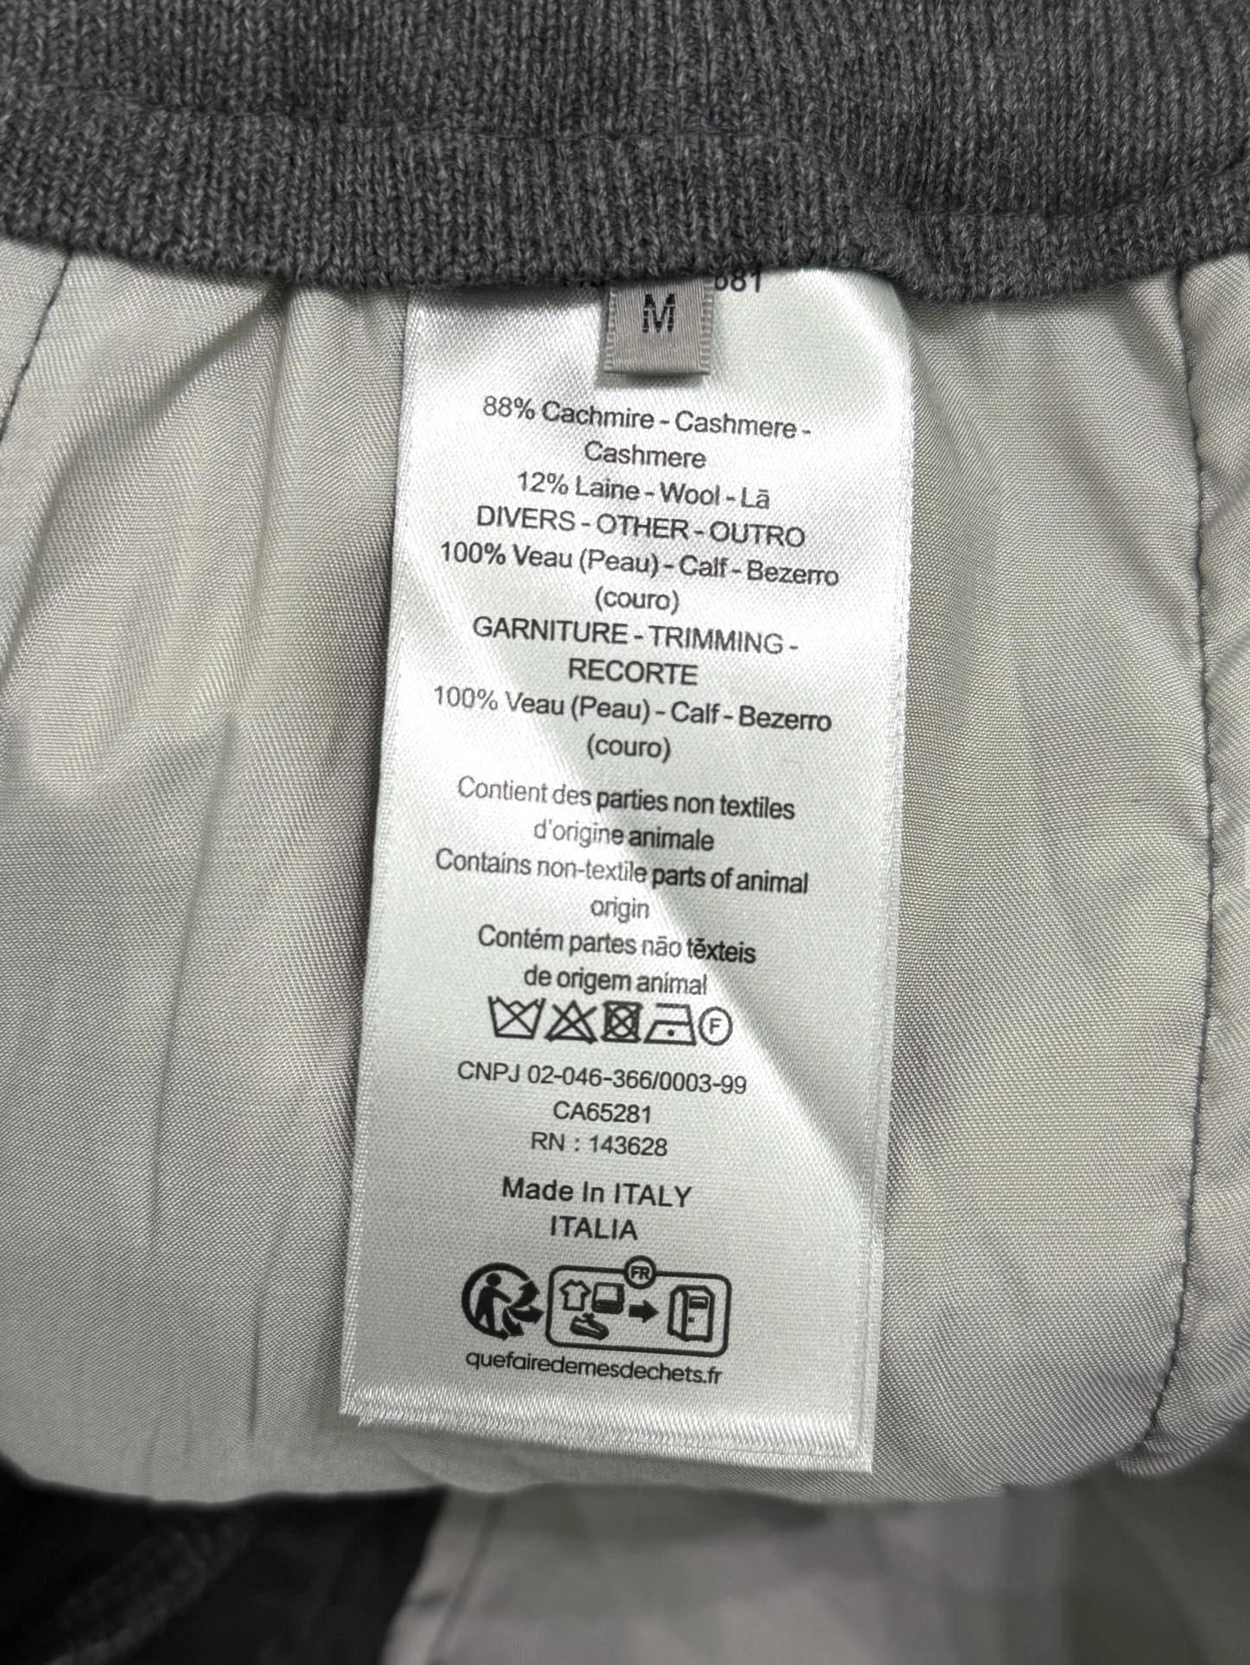 M
681
88% Cachmire - Cashmere -
Cashmere
12% Laine - Wool - Lã
DIVERS - OTHER - OUTRO
100% Veau (Peau) - Calf - Bezerro
(couro)
GARNITURE - TRIMMING -
RECORTE
100% Veau (Peau) - Calf - Bezerro
(couro)
Contient des parties non textiles
d'origine animale
Contains non-textile parts of animal
origin
Contém partes não têxteis
de origem animal
F
CNPJ 02-046-366/0003-99
CA65281
RN : 143628
Made In ITALY
ITALIA
FR
quefairedemesdechets.fr